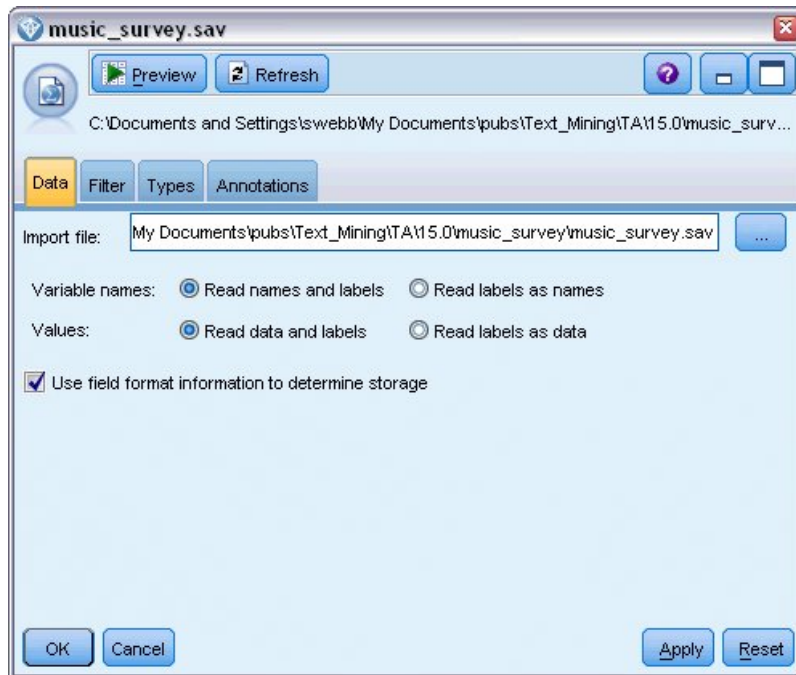 music_survey.sav
Preview Refresh ?
C:\Documents and Settings\swebb\My Documents\pubs\Text_Mining\TA\15.0\music_surv...
Data Filter Types Annotations
Import file: My Documents\pubs\Text_Mining\TA\15.0\music_survey\music_survey.sav ...
Variable names: Read names and labels Read labels as names
Values: Read data and labels Read labels as data
Use field format information to determine storage
OK Cancel Apply Reset